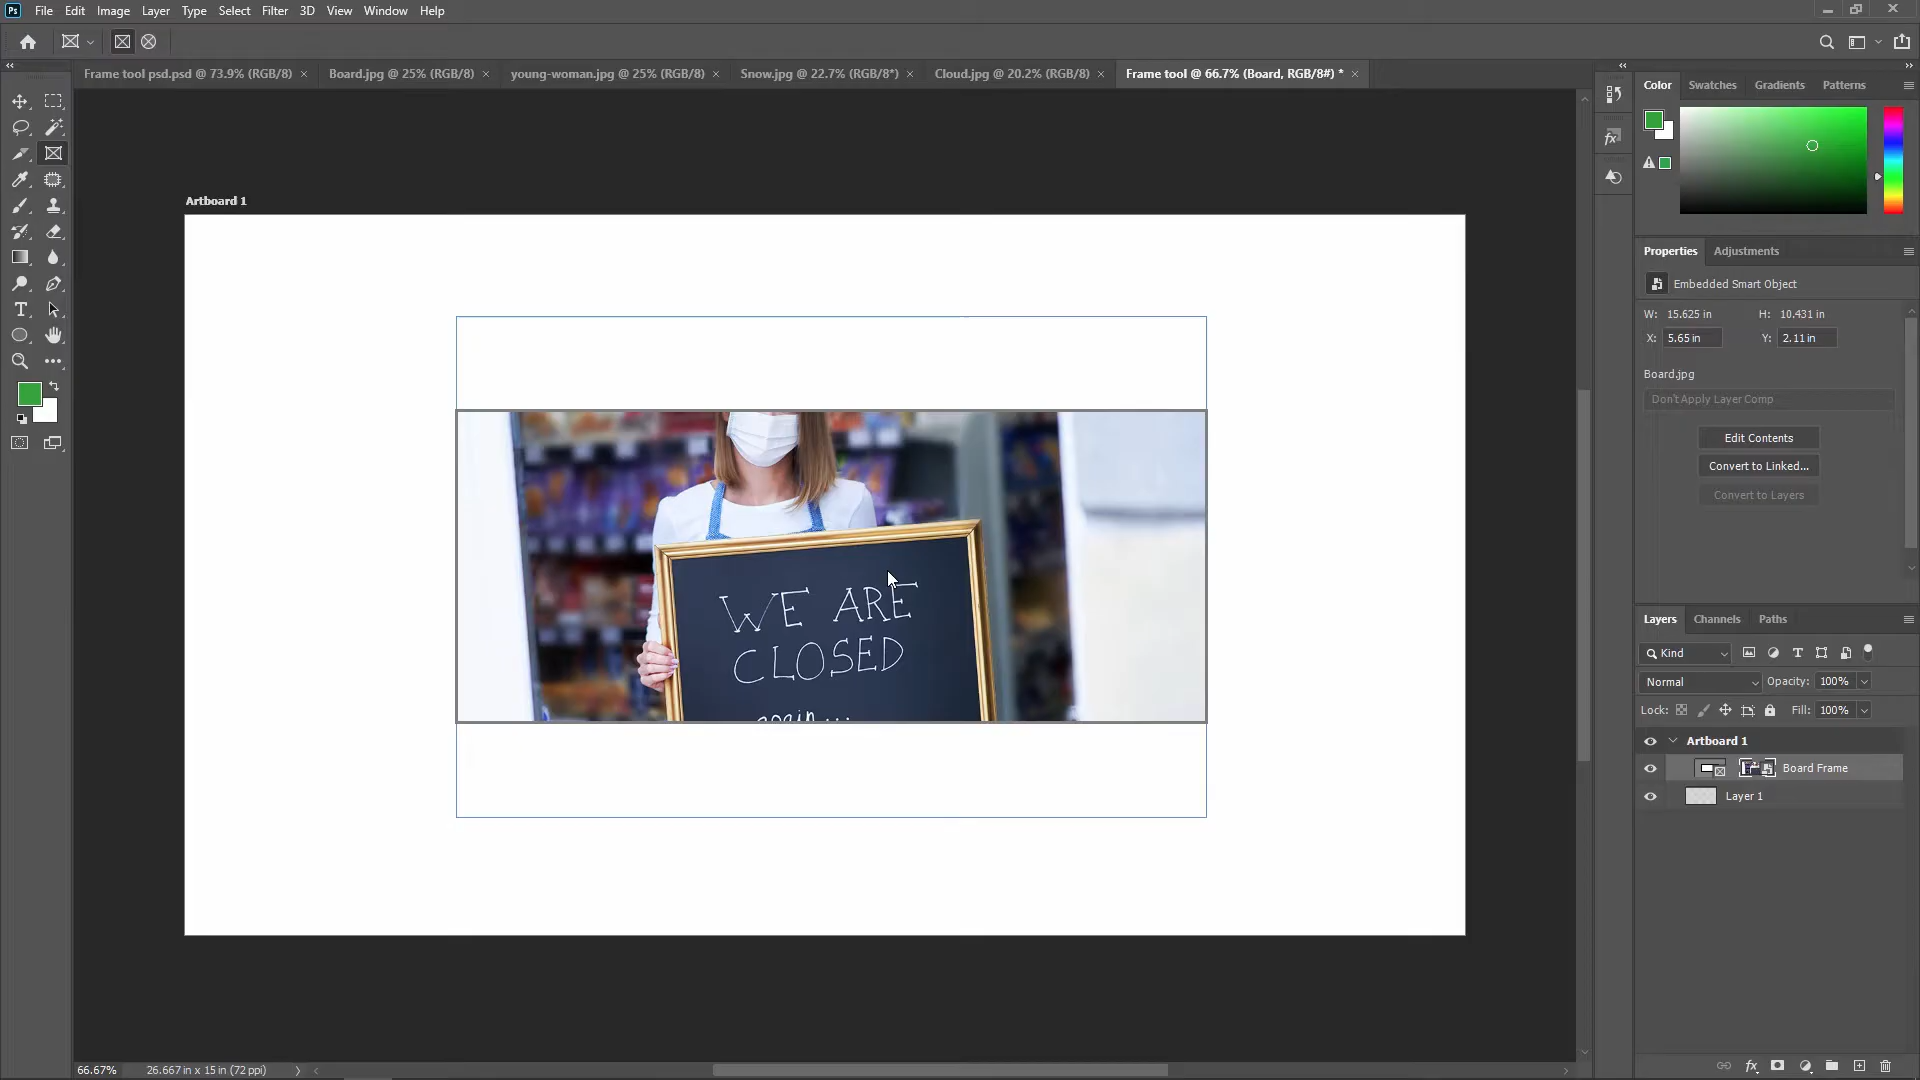 Ps File Edit Image Layer Type Select Filter 3D View Window Help
Frame tool psd.psd @ 73.9% (RGB/8) Board.jpg @ 25% (RGB/8) young-woman.jpg @ 25% (RGB/8) Snow.jpg @ 22.7% (RGB/8*) Cloud.jpg @ 20.2% (RGB/8) Frame tool @ 66.7% (Board, RGB/8#) *
Color Swatches Gradients Patterns
Artboard 1
WE ARE
CLOSED
again...
Properties Adjustments
Embedded Smart Object
W: 15.625 in H: 10.431 in
X: 5.65 in Y: 2.11 in
Board.jpg
Don't Apply Layer Comp
Edit Contents
Convert to Linked...
Convert to Layers
Layers Channels Paths
Kind
Normal Opacity: 100%
Lock: Fill: 100%
Artboard 1
Board Frame
Layer 1
66.67% 26.667 in x 15 in (72 ppi)